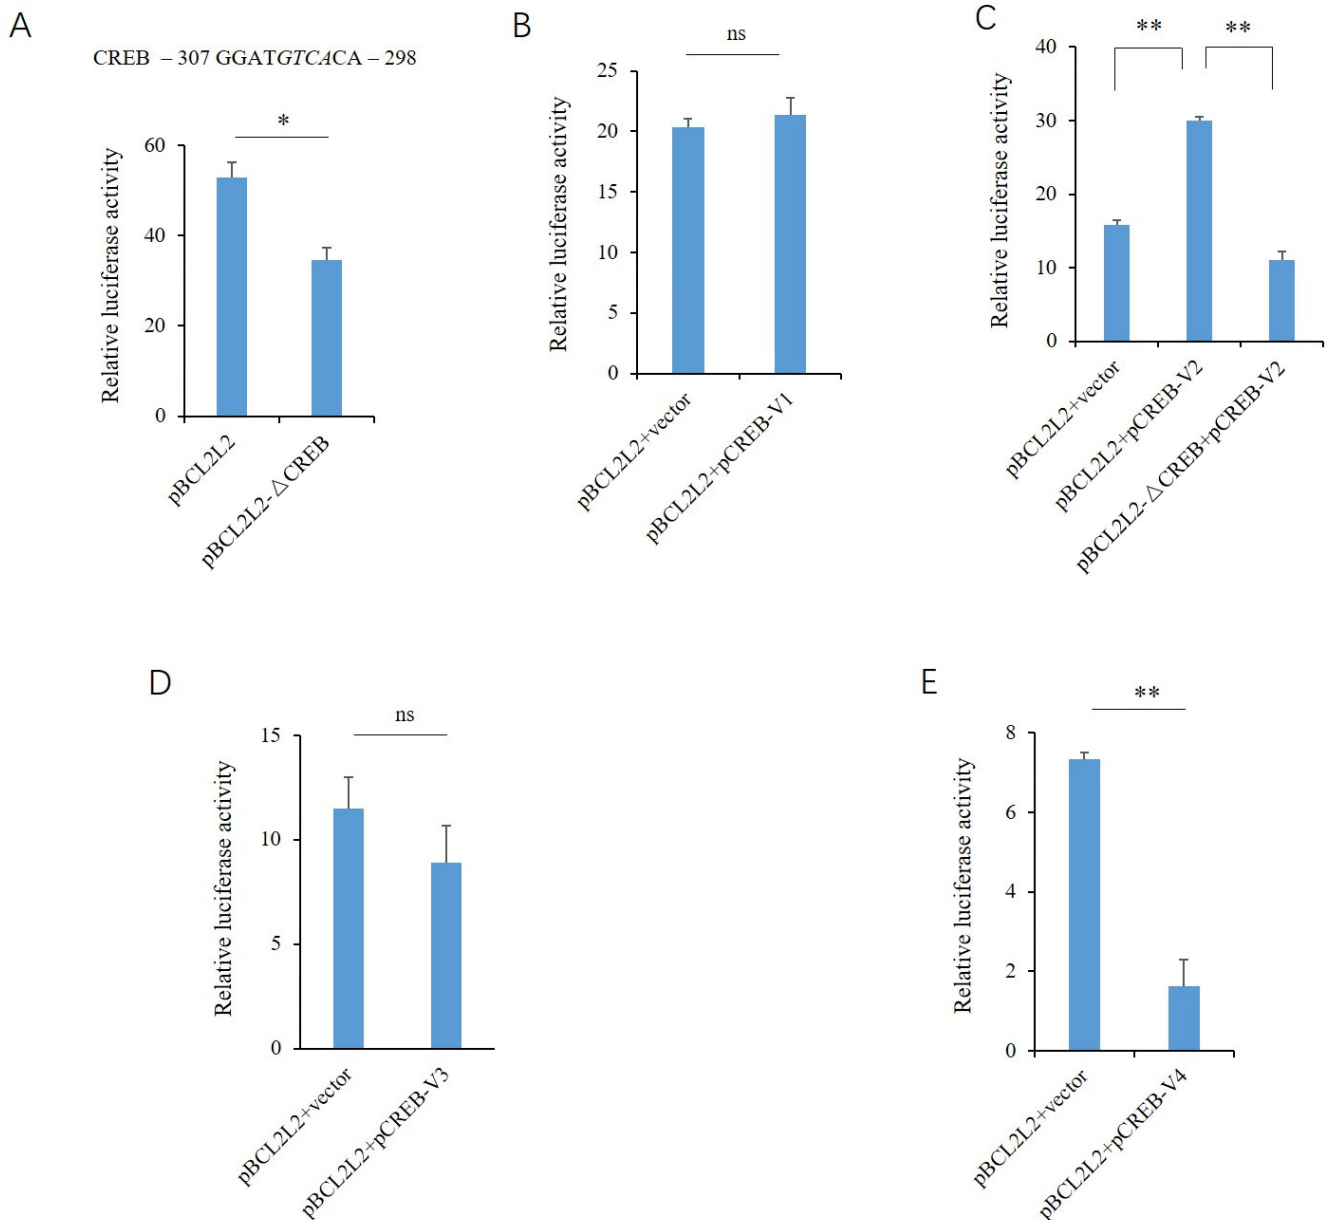 A
CREB – 307 GGATGTCACA – 298
*
Relative luciferase activity
60
40
20
0
pBCL2L2
pBCL2L2-△CREB
B
ns
Relative luciferase activity
25
20
15
10
5
0
pBCL2L2+vector
pBCL2L2+pCREB-V1
C
** **
Relative luciferase activity
40
30
20
10
0
pBCL2L2+vector
pBCL2L2+pCREB-V2
pBCL2L2-△CREB+pCREB-V2
D
ns
Relative luciferase activity
15
10
5
0
pBCL2L2+vector
pBCL2L2+pCREB-V3
E
**
Relative luciferase activity
8
6
4
2
0
pBCL2L2+vector
pBCL2L2+pCREB-V4